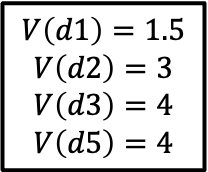 V(d1) = 1.5
V(d2) = 3
V(d3) = 4
V(d5) = 4